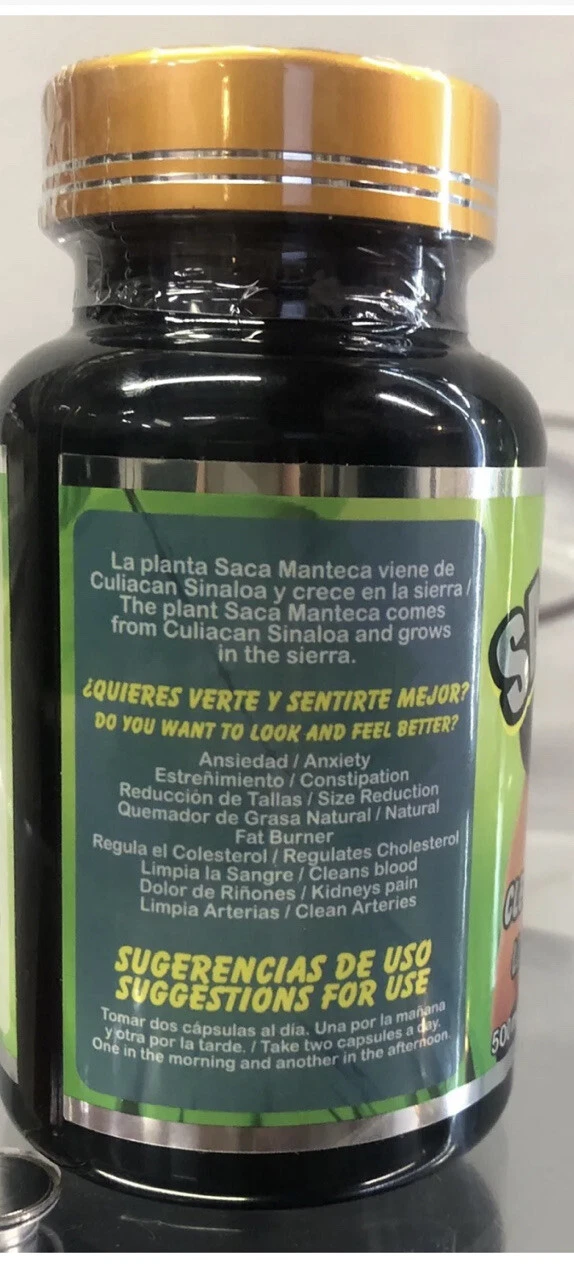 La planta Saca Manteca viene de
Culiacan Sinaloa y crece en la sierra /
The plant Saca Manteca comes
from Culiacan Sinaloa and grows
in the sierra.
¿QUIERES VERTE Y SENTIRTE MEJOR?
DO YOU WANT TO LOOK AND FEEL BETTER?
Ansiedad / Anxiety
Estreñimiento / Constipation
Reducción de Tallas / Size Reduction
Quemador de Grasa Natural / Natural
Fat Burner
Regula el Colesterol / Regulates Cholesterol
Limpia la Sangre / Cleans blood
Dolor de Riñones / Kidneys pain
Limpia Arterias / Clean Arteries
SUGERENCIAS DE USO
SUGGESTIONS FOR USE
Tomar dos cápsulas al día. Una por la mañana
y otra por la tarde. / Take two capsules a day.
One in the morning and another in the afternoon.